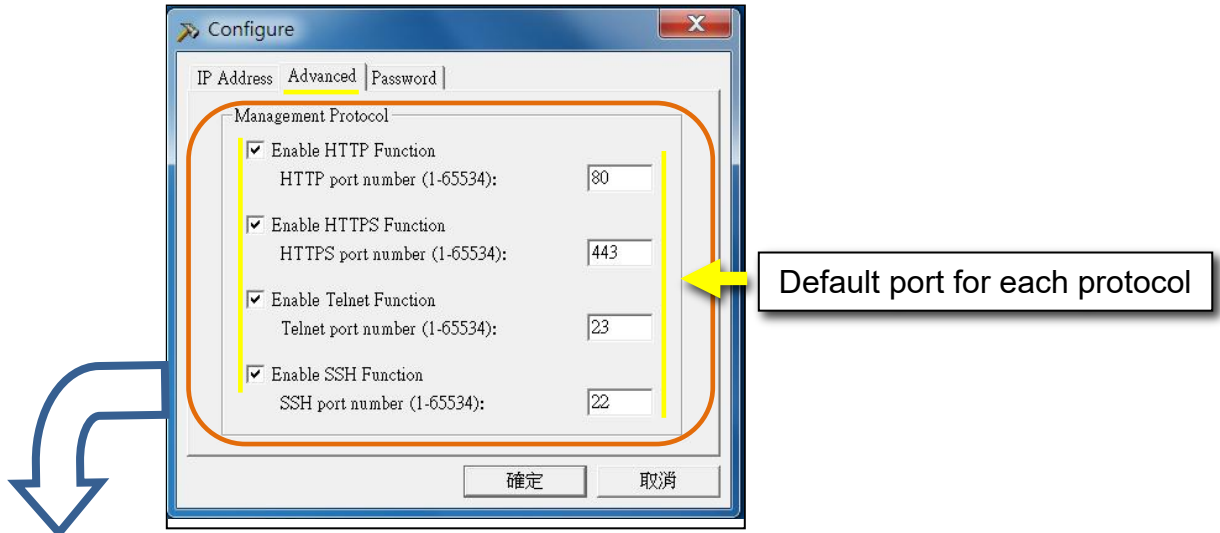 Configure
IP Address Advanced Password
Management Protocol
Enable HTTP Function
HTTP port number (1-65534): 80
Enable HTTPS Function
HTTPS port number (1-65534): 443
Default port for each protocol
Enable Telnet Function
Telnet port number (1-65534): 23
Enable SSH Function
SSH port number (1-65534): 22
確定 取消